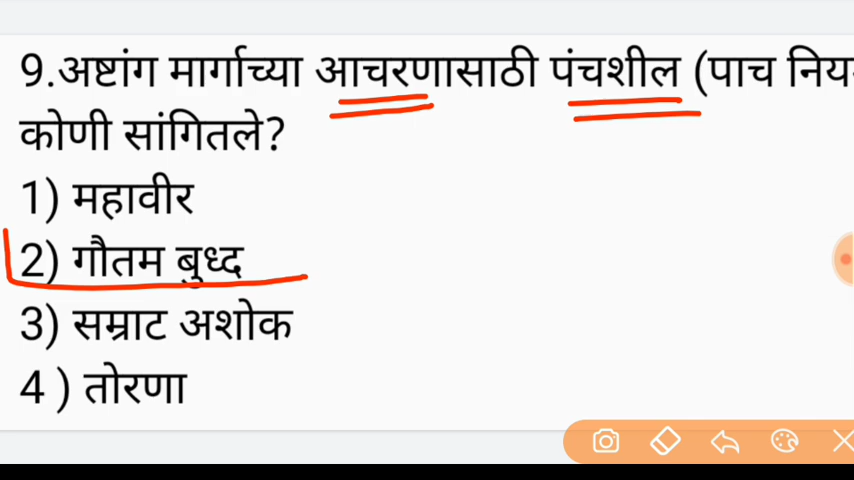 9.अष्टांग मार्गाच्या आचरणासाठी पंचशील (पाच
कोणी सांगितले?
1) महावीर
2) गौतम बुध्द
3) सम्राट अशोक
4 ) तोरणा